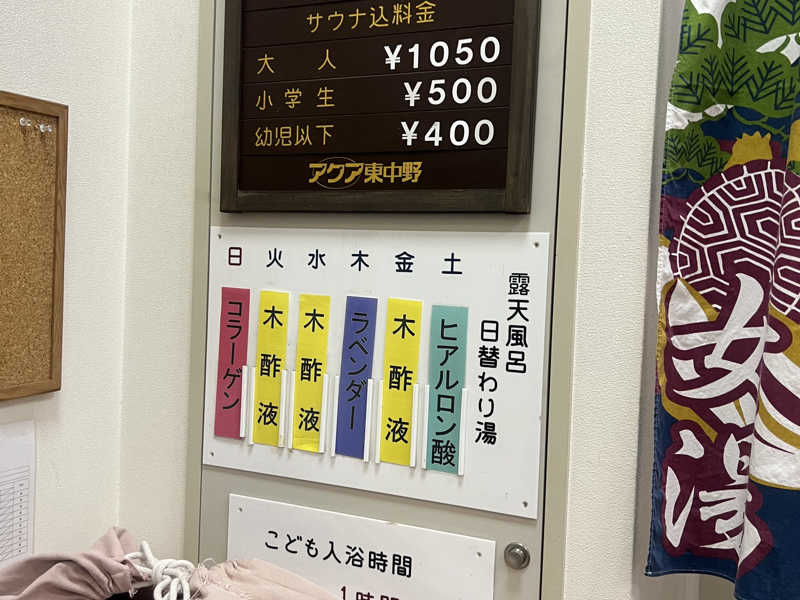 サウナ込料金
大人 ¥1050
小学生 ¥500
幼児以下 ¥400
アクア東中野
露天風呂
日替わり湯
日 火 水 木 金 土
コラーゲン
木酢液
木酢液
ラベンダー
木酢液
ヒアルロン酸
こども入浴時間
1時間
女湯